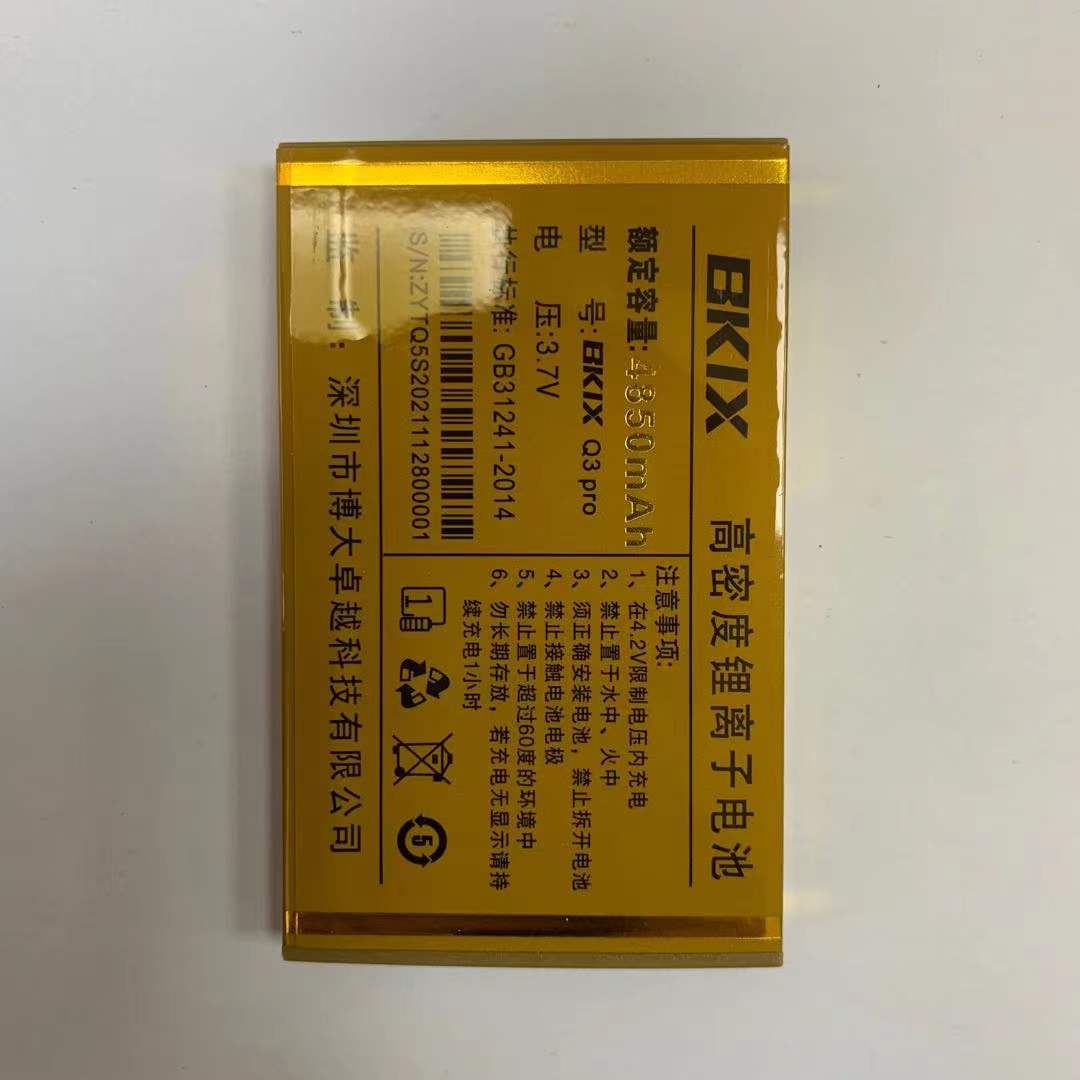 BKIX 高密度锂离子电池
额定容量:4850mAh
型 号:BKIX Q3 pro
电 压:3.7V
执行标准: GB31241-2014
S/N:ZYTQ5S2021112800001
注意事项:
1、在4.2V限制电压内充电
2、禁止置于水中、火中
3、须正确安装电池，禁止拆开电池
4、禁止接触电池电极
5、禁止置于超过60度的环境中
6、勿长期存放，若充电无显示请持
续充电1小时
1
5
监 制: 深圳市博大卓越科技有限公司